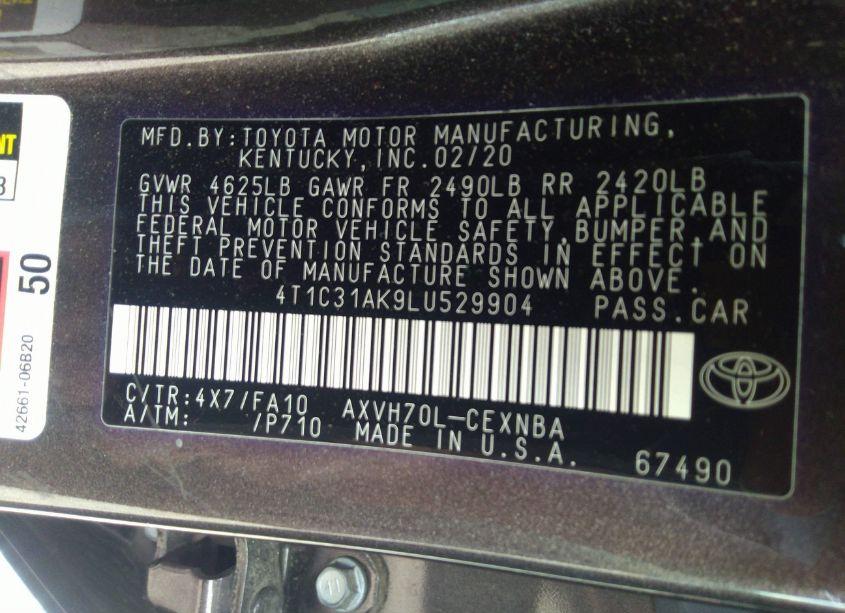 MFD.BY:TOYOTA MOTOR MANUFACTURING,
KENTUCKY,INC.02/20
GVWR 4625LB GAWR FR 2490LB RR 2420LB
THIS VEHICLE CONFORMS TO ALL APPLICABLE
FEDERAL MOTOR VEHICLE SAFETY,BUMPER,AND
THEFT PREVENTION STANDARDS IN EFFECT ON
THE DATE OF MANUFACTURE SHOWN ABOVE.
4T1C31AK9LU529904 PASS.CAR
C/TR:4X7/FA10 AXVH70L-CEXNBA
A/TM: /P710 MADE IN U.S.A.
67490
50
42661-06B20